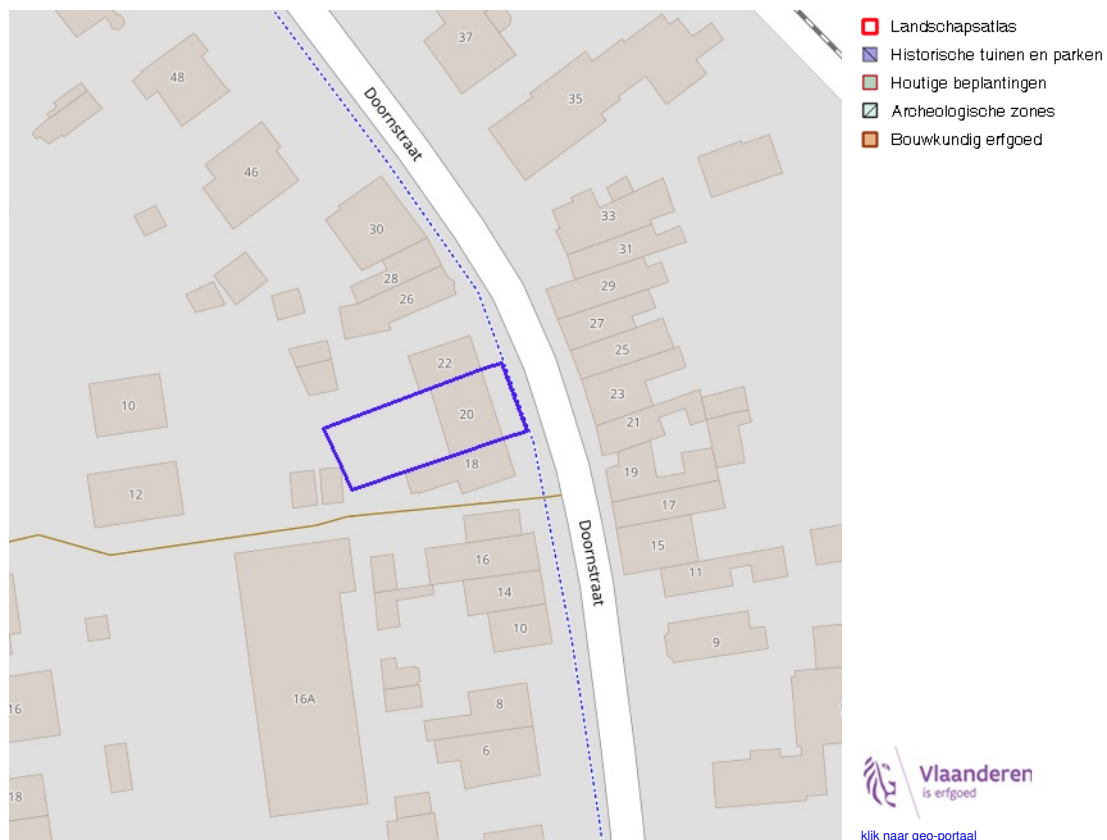 Landschapsatlas
Historische tuinen en parken
Houtige beplantingen
Archeologische zones
Bouwkundig erfgoed
37
48
35
Doornstraat
46
33
30
31
28
29
26
27
25
22
10
23
20
21
18
19
12
17
15
Doornstraat
16
11
14
10
9
16A
8
16
6
18
Vlaanderen
is erfgoed
klik naar geo-portaal